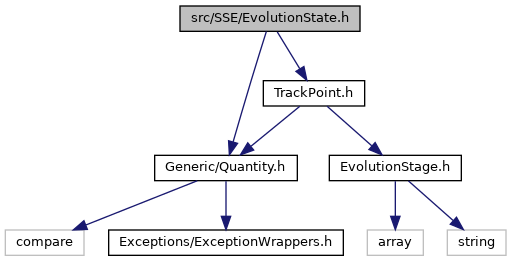 src/SSE/EvolutionState.h
TrackPoint.h
Generic/Quantity.h
EvolutionStage.h
compare
Exceptions/ExceptionWrappers.h
array
string